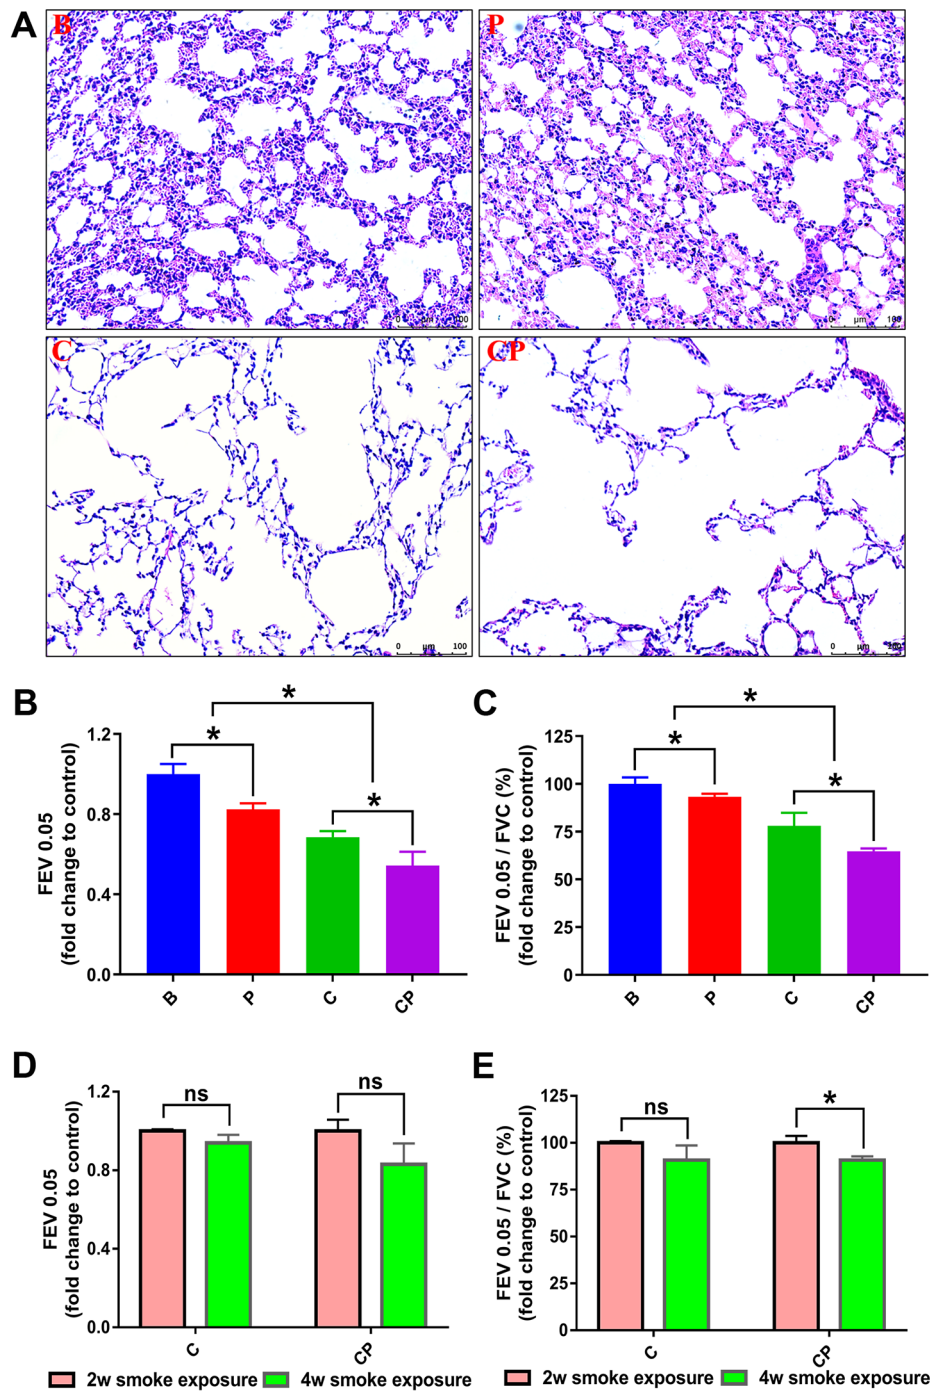 A
B
P
0 µm 100
0 µm 100
C
CP
0 µm 100
0 µm 100
B
FEV 0.05
(fold change to control)
1.2
0.8
0.4
0.0
*
*
*
B
P
C
CP
C
FEV 0.05 / FVC (%)
(fold change to control)
125
100
75
50
25
0
*
*
*
B
P
C
CP
D
FEV 0.05
(fold change to control)
1.2
0.8
0.4
0.0
ns
ns
C
CP
2w smoke exposure
4w smoke exposure
E
FEV 0.05 / FVC (%)
(fold change to control)
125
100
75
50
25
0
ns
*
C
CP
2w smoke exposure
4w smoke exposure